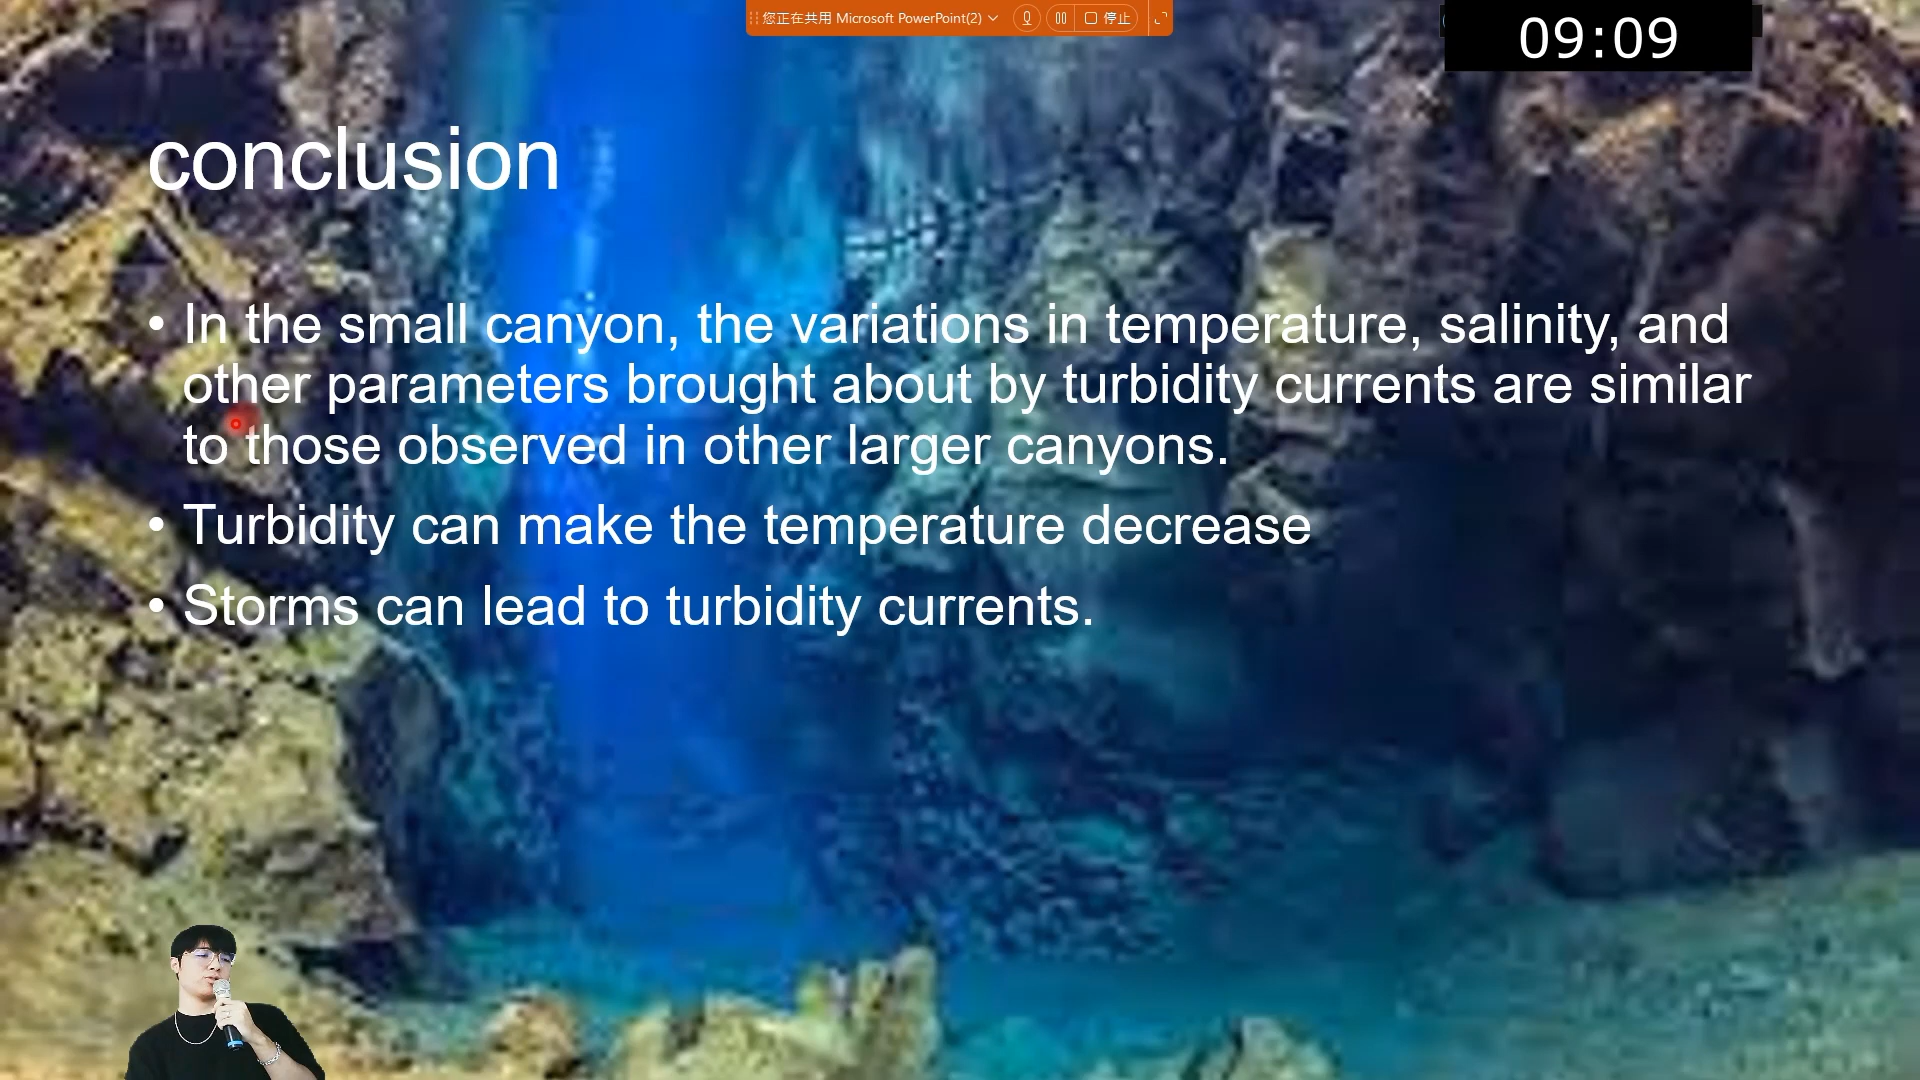 您正在共用 Microsoft PowerPoint(2)
停止
09:09
conclusion
• In the small canyon, the variations in temperature, salinity, and
other parameters brought about by turbidity currents are similar
to those observed in other larger canyons.
• Turbidity can make the temperature decrease
• Storms can lead to turbidity currents.